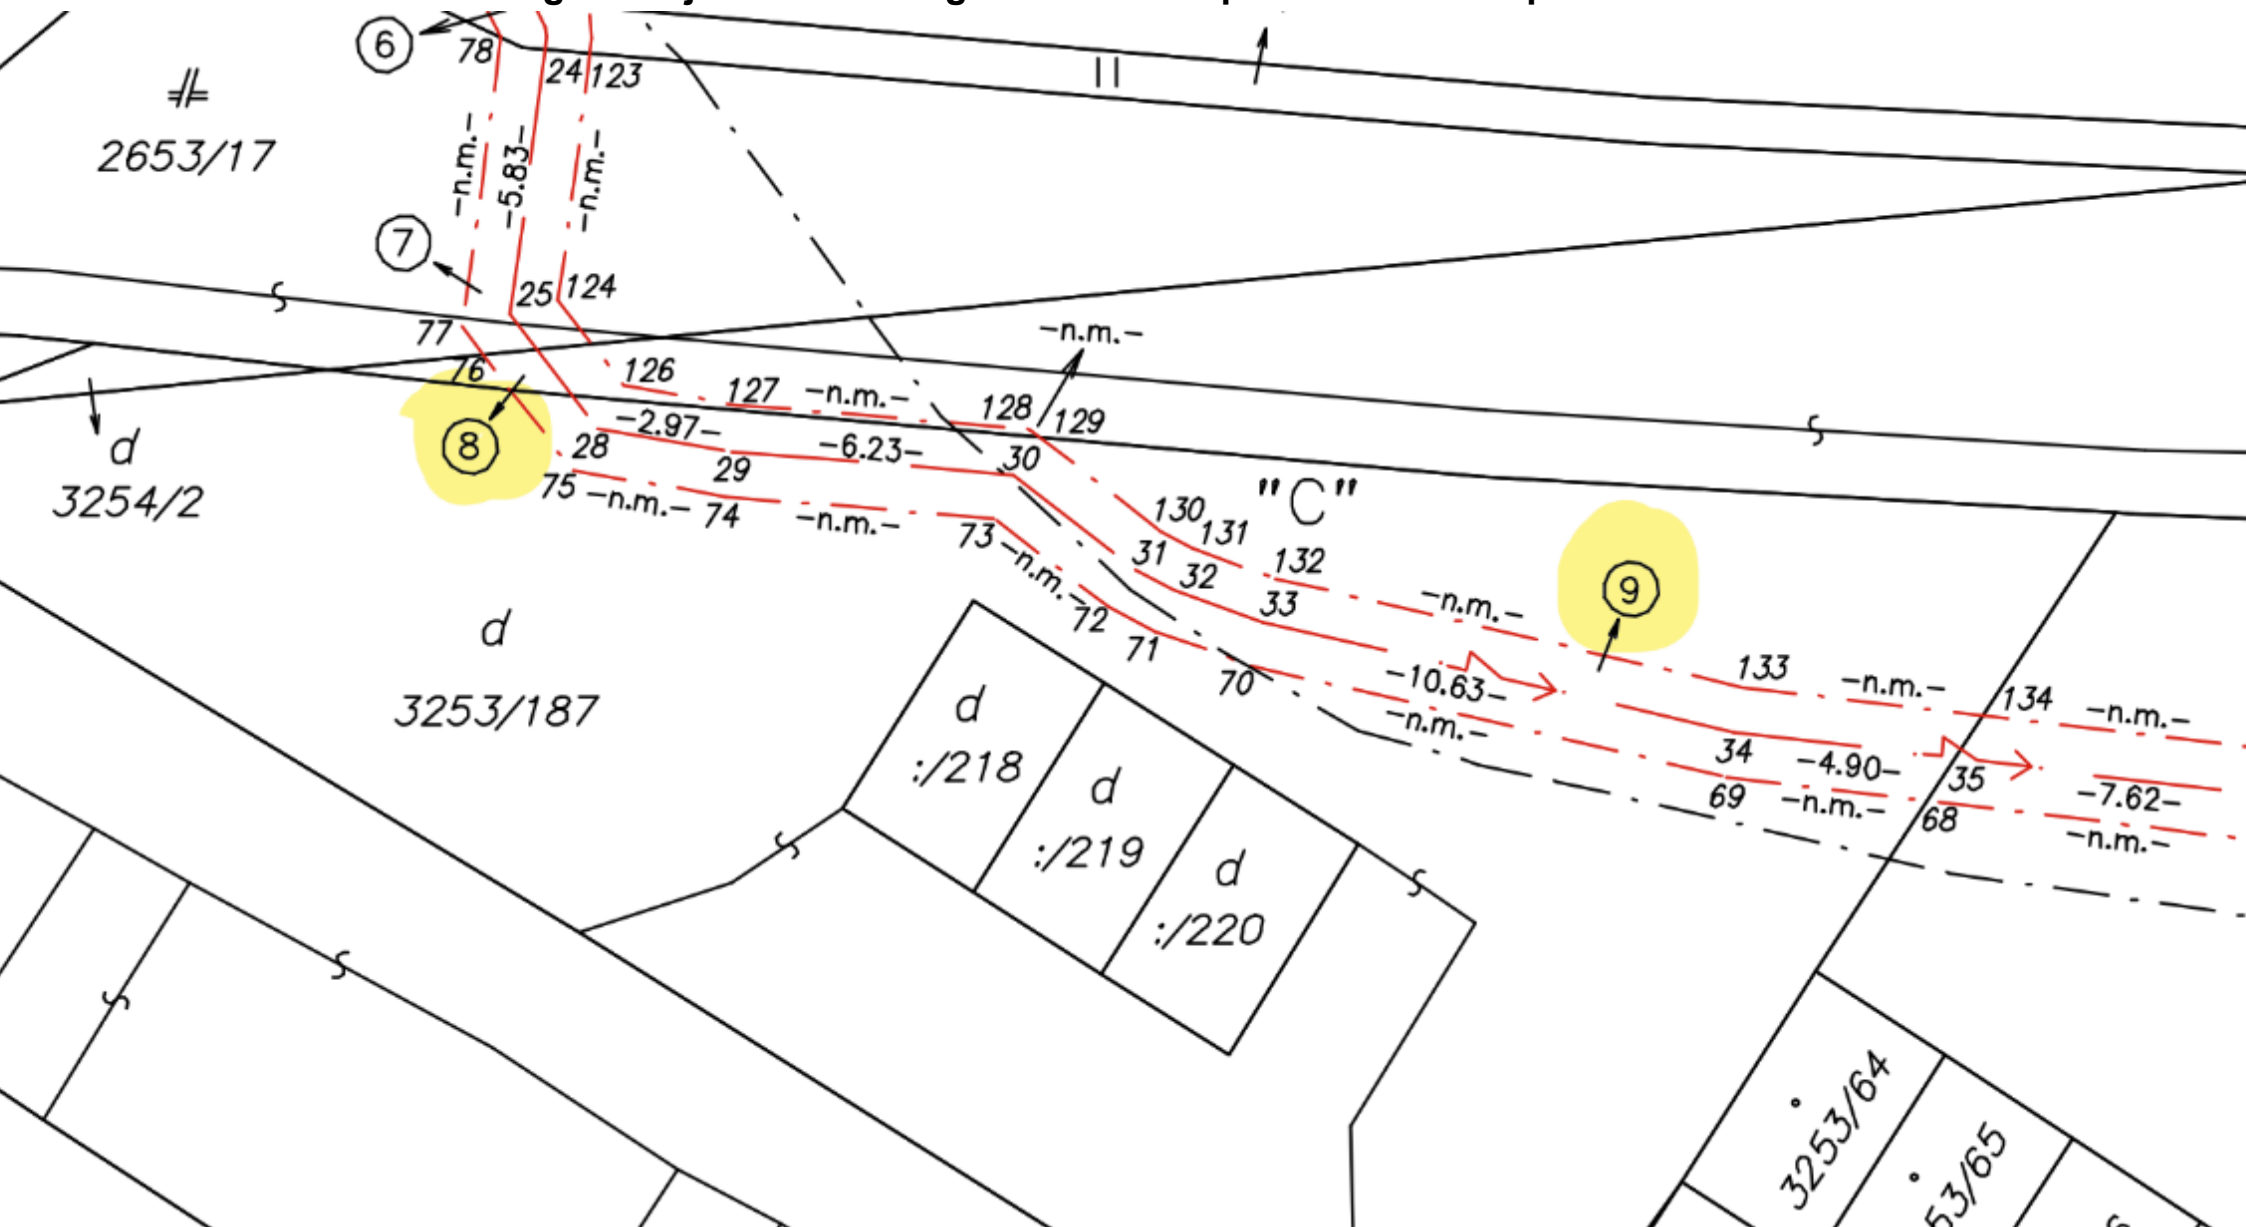 6
78
24
123
||
2653/17
-n.m.-
-5.83-
-n.m.-
7
25
124
77
-n.m.-
76
126
127
-n.m.-
128
129
8
28
-2.97-
-6.23-
30
d
3254/2
75
-n.m.-
29
74
-n.m.-
73
"C"
130
131
31
132
32
-n.m.-
9
-n.m.-
33
72
71
d
3253/187
70
-10.63-
-n.m.-
133
-n.m.-
134
-n.m.-
34
-4.90-
35
-7.62-
69
-n.m.-
68
-n.m.-
d
:/218
d
:/219
d
:/220
3253/64
53/65